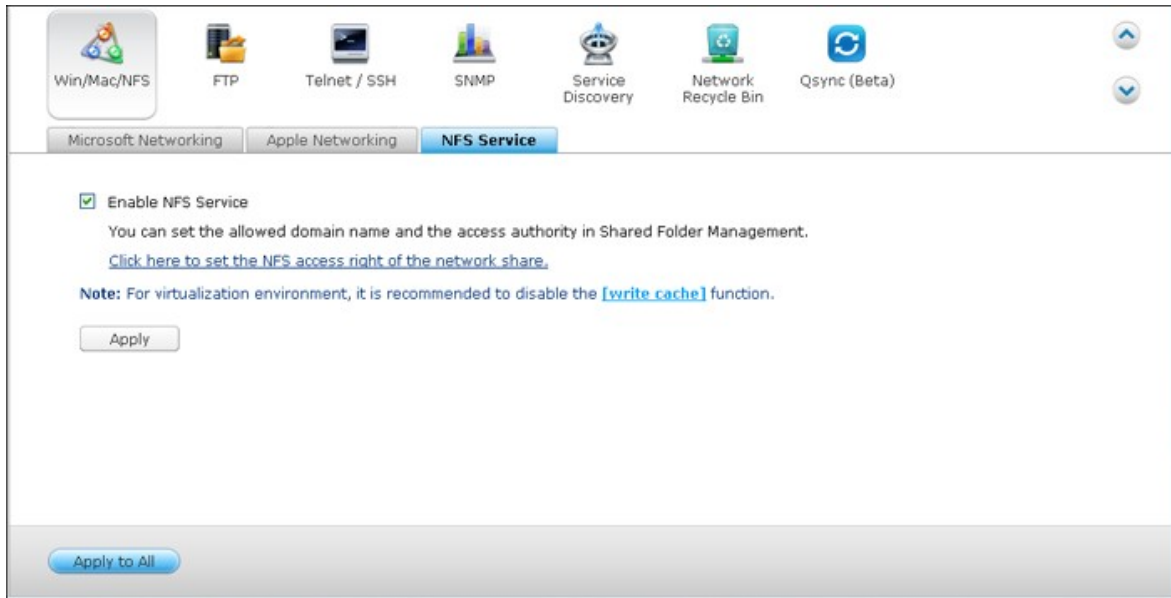 Win/Mac/NFS
FTP
Telnet / SSH
SNMP
Service
Discovery
Network
Recycle Bin
Qsync (Beta)
Microsoft Networking
Apple Networking
NFS Service
Enable NFS Service
You can set the allowed domain name and the access authority in Shared Folder Management.
Click here to set the NFS access right of the network share.
Note: For virtualization environment, it is recommended to disable the [write cache] function.
Apply
Apply to All